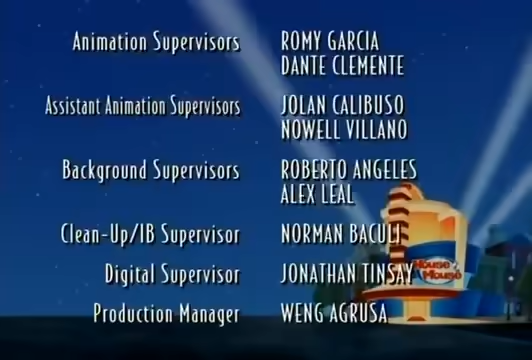 Animation Supervisors ROMY GARCIA
DANTE CLEMENTE
Assistant Animation Supervisors JOLAN CALIBUSO
NOWELL VILLANO
Background Supervisors ROBERTO ANGELES
ALEX LEAL
Clean-Up/IB Supervisor NORMAN BACULI
Digital Supervisor JONATHAN TINSAY
Production Manager WENG AGRUSA
House
Mouse